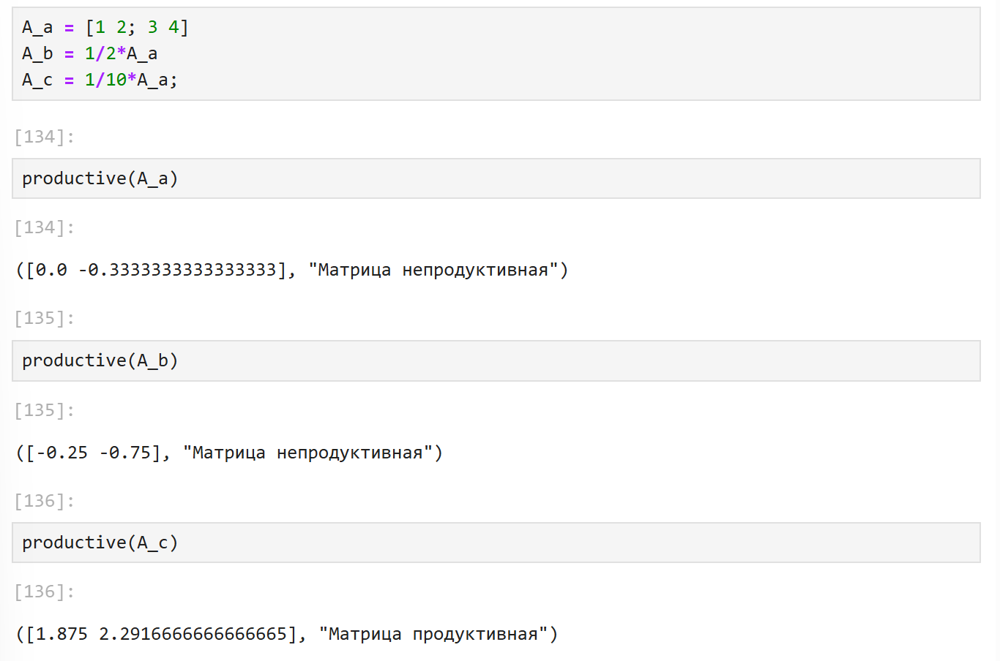 A_a = [1 2; 3 4]
A_b = 1/2*A_a
A_c = 1/10*A_a;
[134]:
productive(A_a)
[134]:
([0.0 -0.3333333333333333], "Матрица непродуктивная")
[135]:
productive(A_b)
[135]:
([-0.25 -0.75], "Матрица непродуктивная")
[136]:
productive(A_c)
[136]:
([1.875 2.2916666666666665], "Матрица продуктивная")